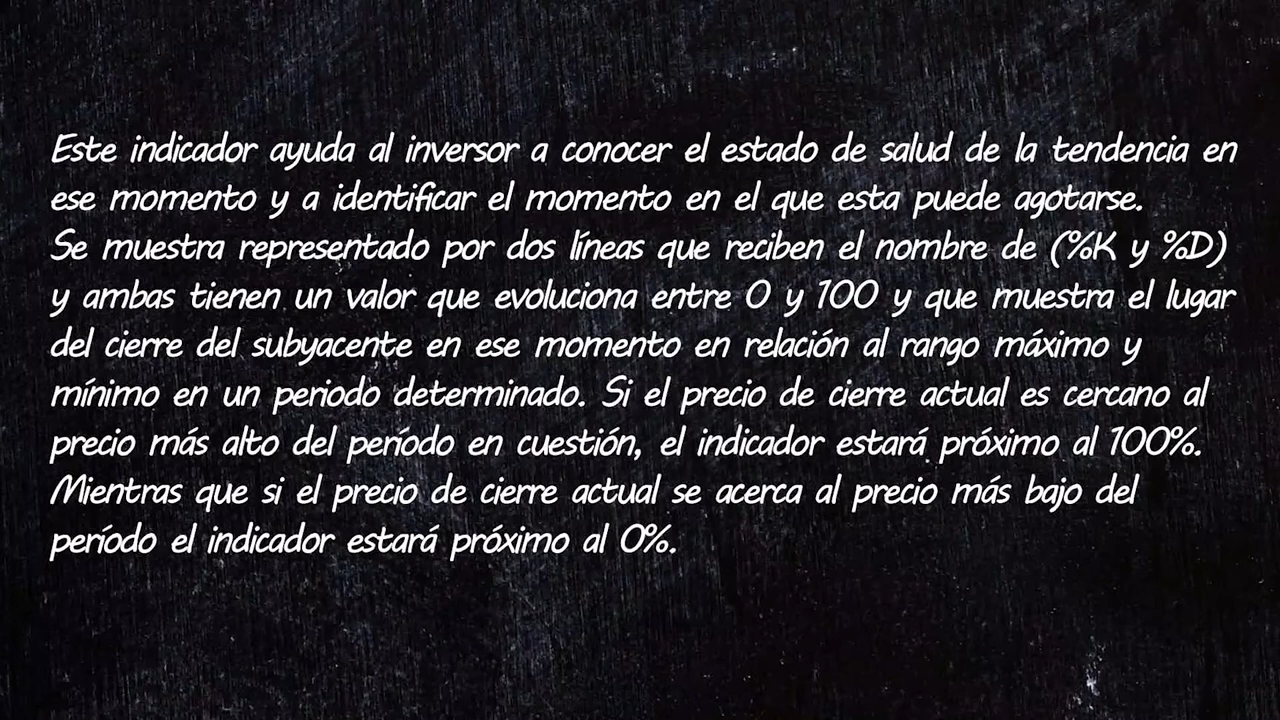 Este indicador ayuda al inversor a conocer el estado de salud de la tendencia en
ese momento y a identificar el momento en el que esta puede agotarse.
Se muestra representado por dos líneas que reciben el nombre de (%K y %D)
y ambas tienen un valor que evoluciona entre 0 y 100 y que muestra el lugar
del cierre del subyacente en ese momento en relación al rango máximo y
mínimo en un periodo determinado. Si el precio de cierre actual es cercano al
precio más alto del período en cuestión, el indicador estará próximo al 100%.
Mientras que si el precio de cierre actual se acerca al precio más bajo del
período el indicador estará próximo al 0%.